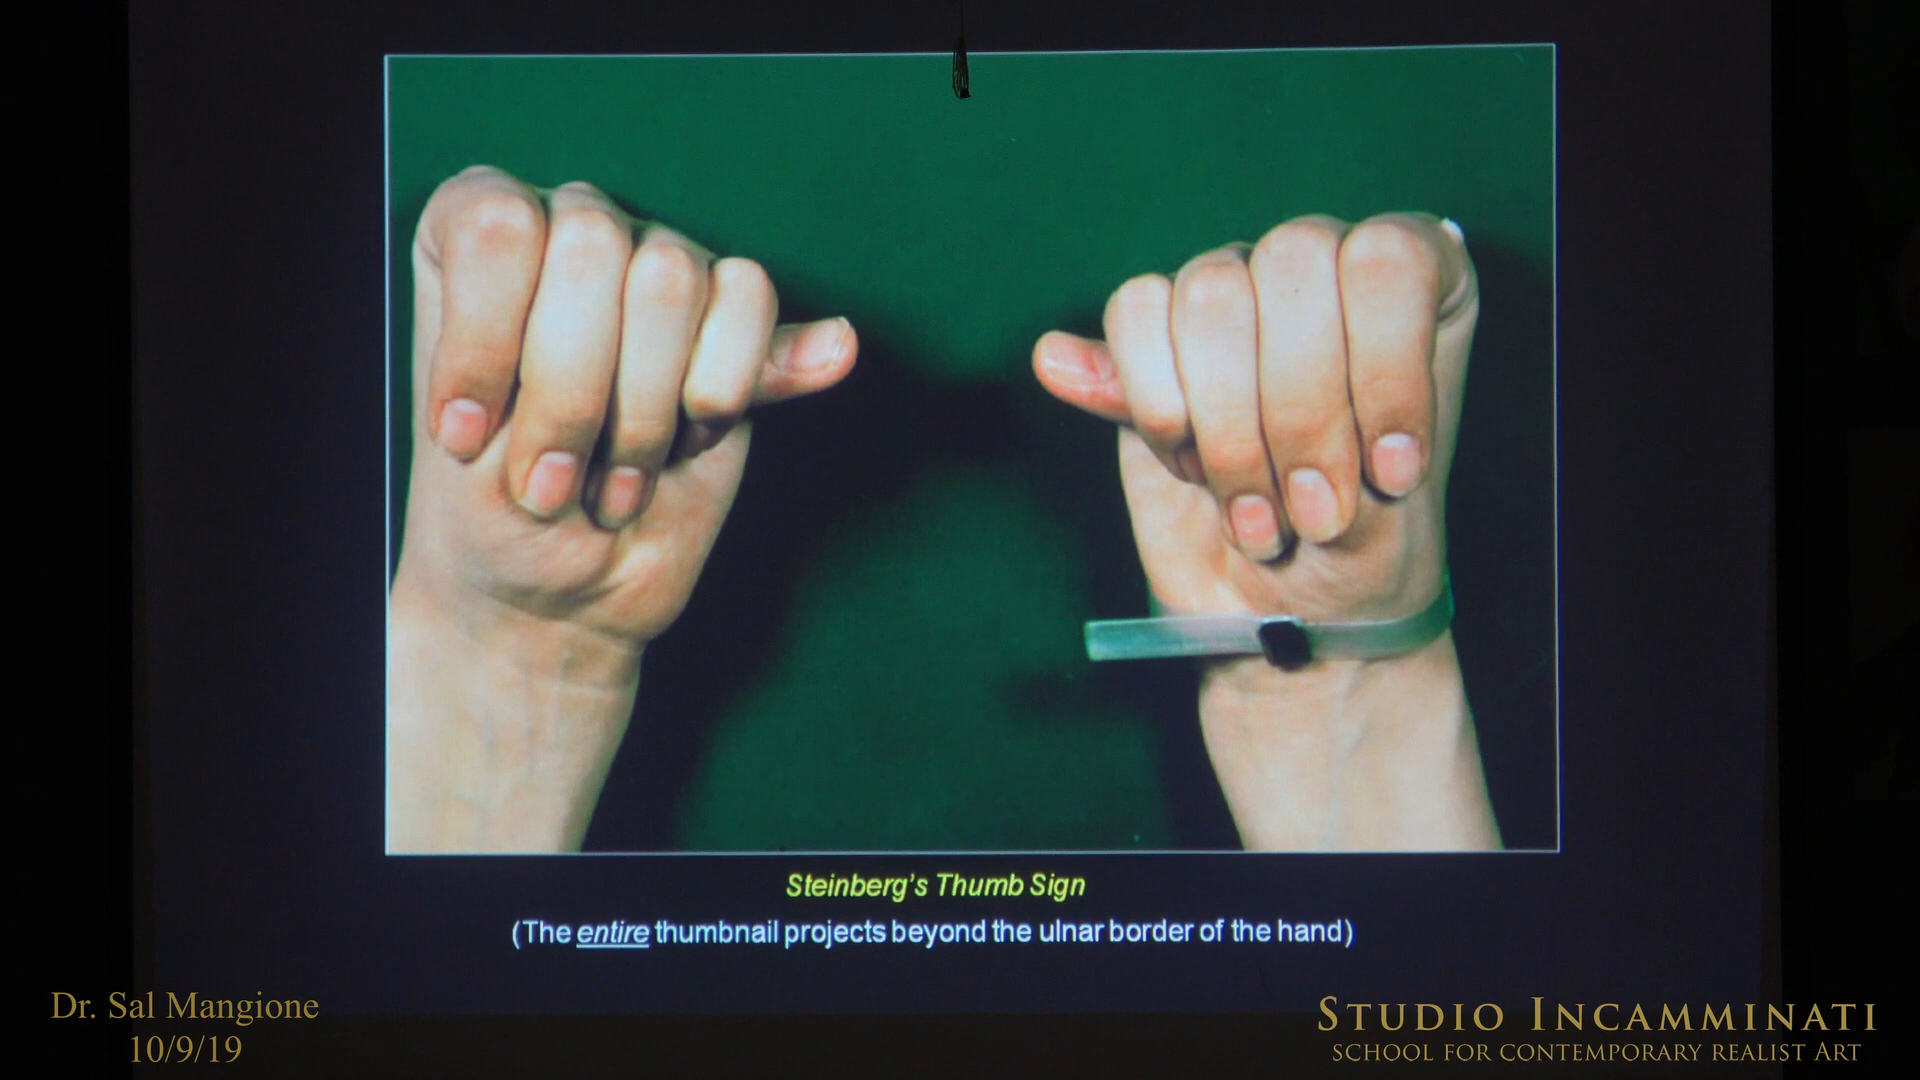 Steinberg's Thumb Sign
(The entire thumbnail projects beyond the ulnar border of the hand)
Dr. Sal Mangione
10/9/19
STUDIO INCAMMINATI
SCHOOL FOR CONTEMPORARY REALIST ART